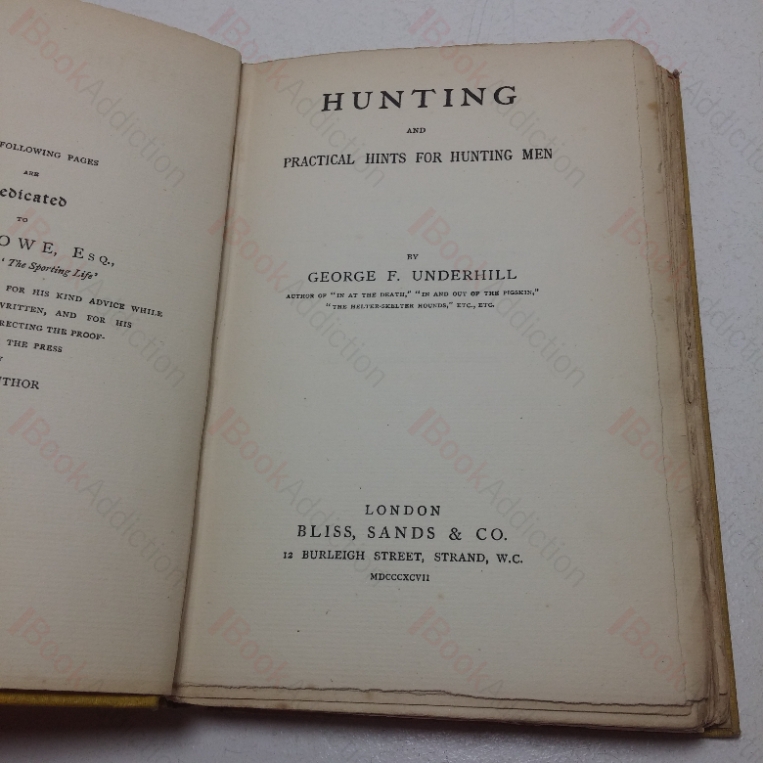 FOLLOWING PAGES
ARE
edicated
TO
OWE, ESQ.,
'The Sporting Life'
FOR HIS KIND ADVICE WHILE
WRITTEN, AND FOR HIS
RECTING THE PROOF-
THE PRESS
Y
THOR
HUNTING
AND
PRACTICAL HINTS FOR HUNTING MEN
BY
GEORGE F. UNDERHILL
AUTHOR OF "IN AT THE DEATH," "IN AND OUT OF THE PIGSKIN,"
"THE HELTER-SKELTER HOUNDS," ETC., ETC.
LONDON
BLISS, SANDS & CO.
12 BURLEIGH STREET, STRAND, W.C.
MDCCCXCVII
BookAddiction